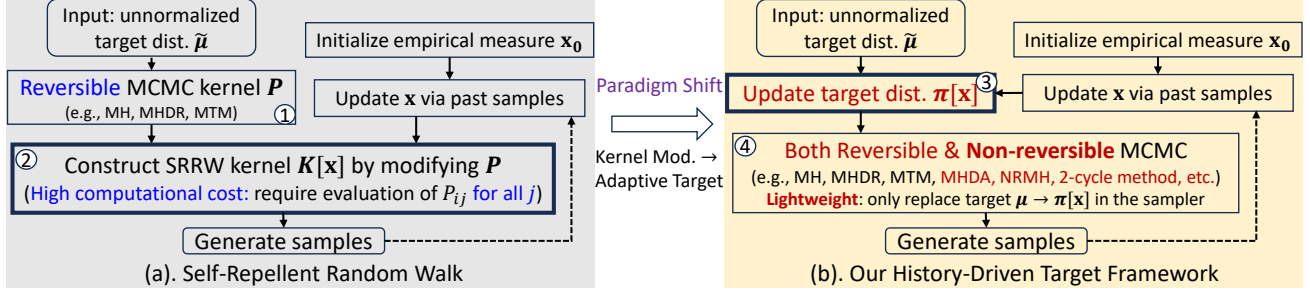 Input: unnormalized
target dist. μ̃
Initialize empirical measure x₀
Reversible MCMC kernel P
(e.g., MH, MHDR, MTM)
①
Update x via past samples
②
Construct SRRW kernel K[x] by modifying P
(High computational cost: require evaluation of Pᵢⱼ for all j)
Generate samples
(a). Self-Repellent Random Walk
Paradigm Shift
Kernel Mod. →
Adaptive Target
Input: unnormalized
target dist. μ̃
Initialize empirical measure x₀
Update target dist. π[x]
③
Update x via past samples
④
Both Reversible & Non-reversible MCMC
(e.g., MH, MHDR, MTM, MHDA, NRMH, 2-cycle method, etc.)
Lightweight: only replace target μ → π[x] in the sampler
Generate samples
(b). Our History-Driven Target Framework